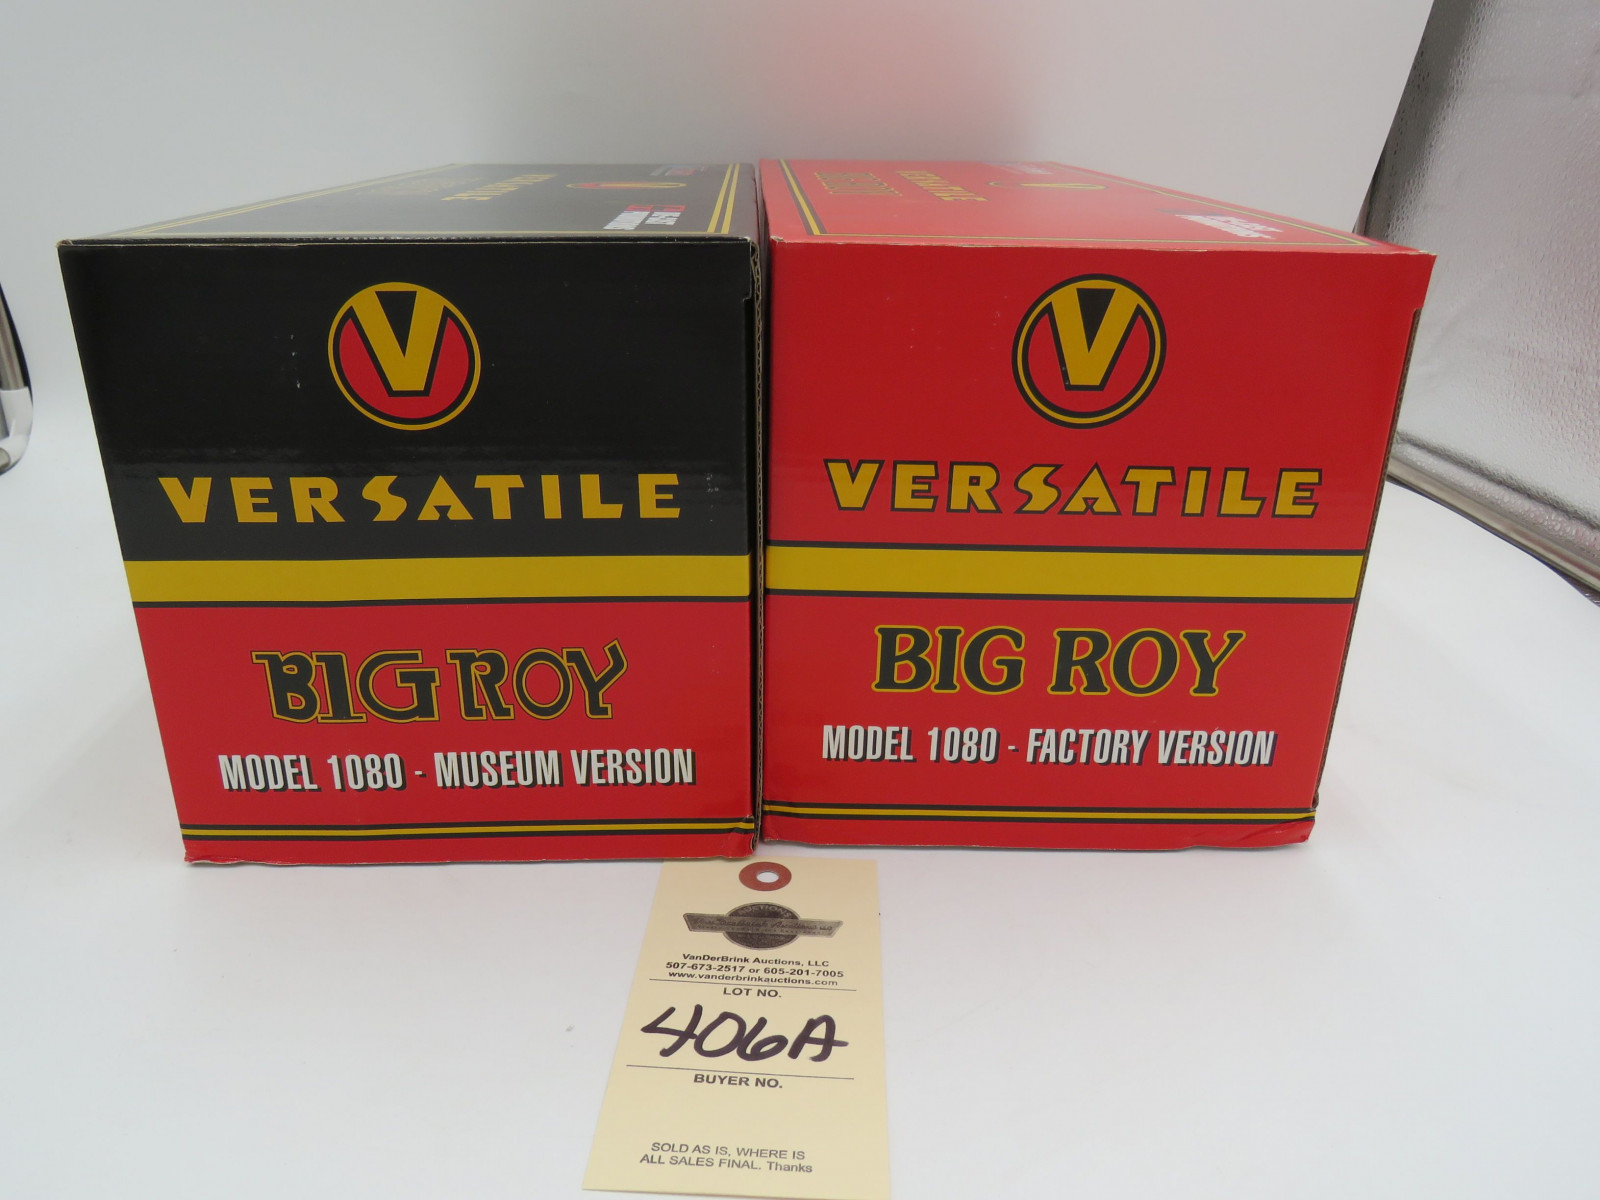 VERSATILE
VERSATILE
V
VERSATILE
BIG ROY
MODEL 1080 - MUSEUM VERSION
V
VERSATILE
BIG ROY
MODEL 1080 - FACTORY VERSION
VanDerBrink Auctions, LLC
507-673-2517 or 605-201-7005
www.vanderbrinkauctions.com
LOT NO.
406A
BUYER NO.
SOLD AS IS, WHERE IS
ALL SALES FINAL. Thanks